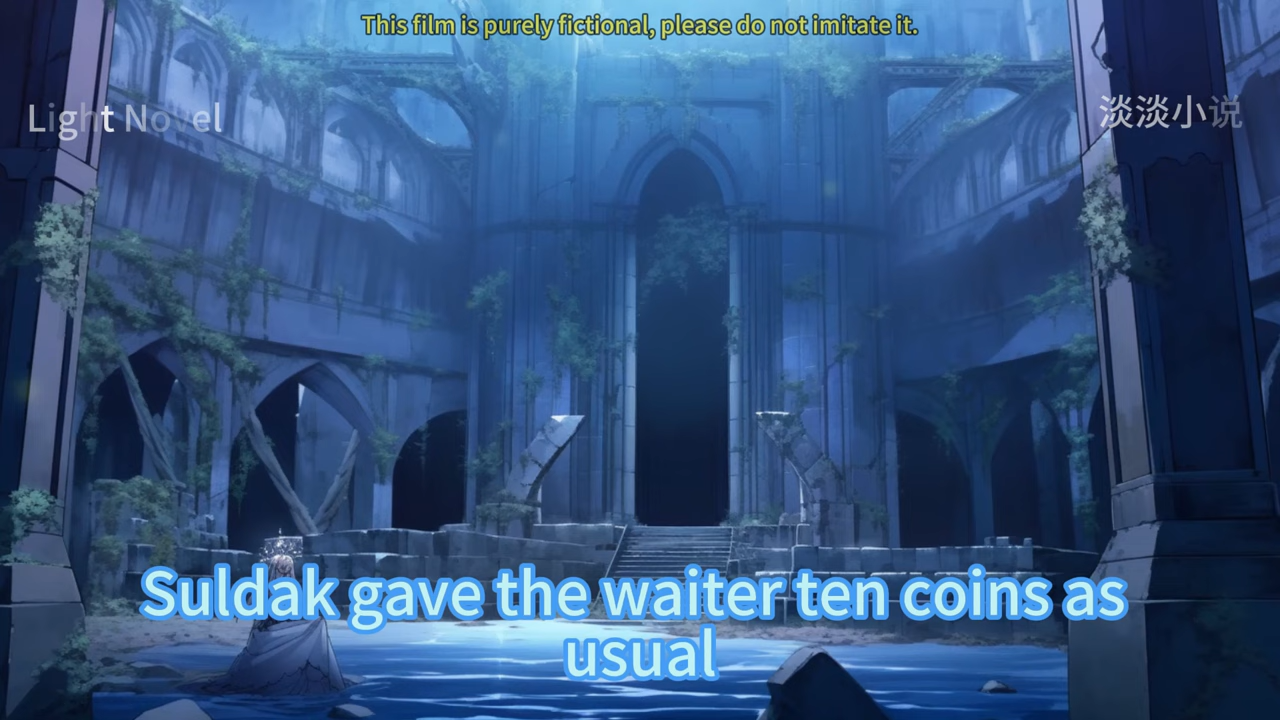 This film is purely fictional, please do not imitate it.
Light Novel
淡淡小说
Suldak gave the waiter ten coins as
usual